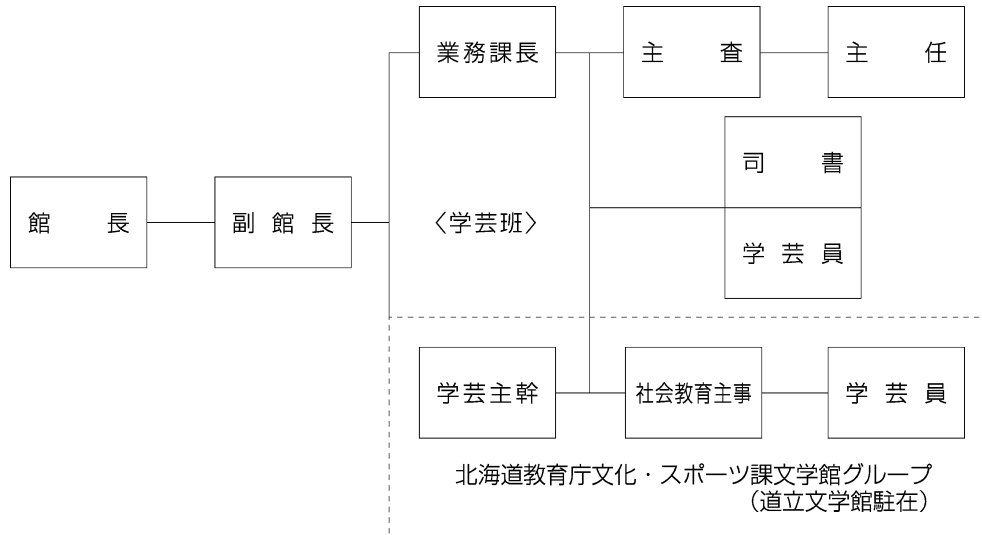 業務課長
主査
主任
司書
館長
副館長
〈学芸班〉
学芸員
学芸主幹
社会教育主事
学芸員
北海道教育庁文化・スポーツ課文学館グループ
（道立文学館駐在）